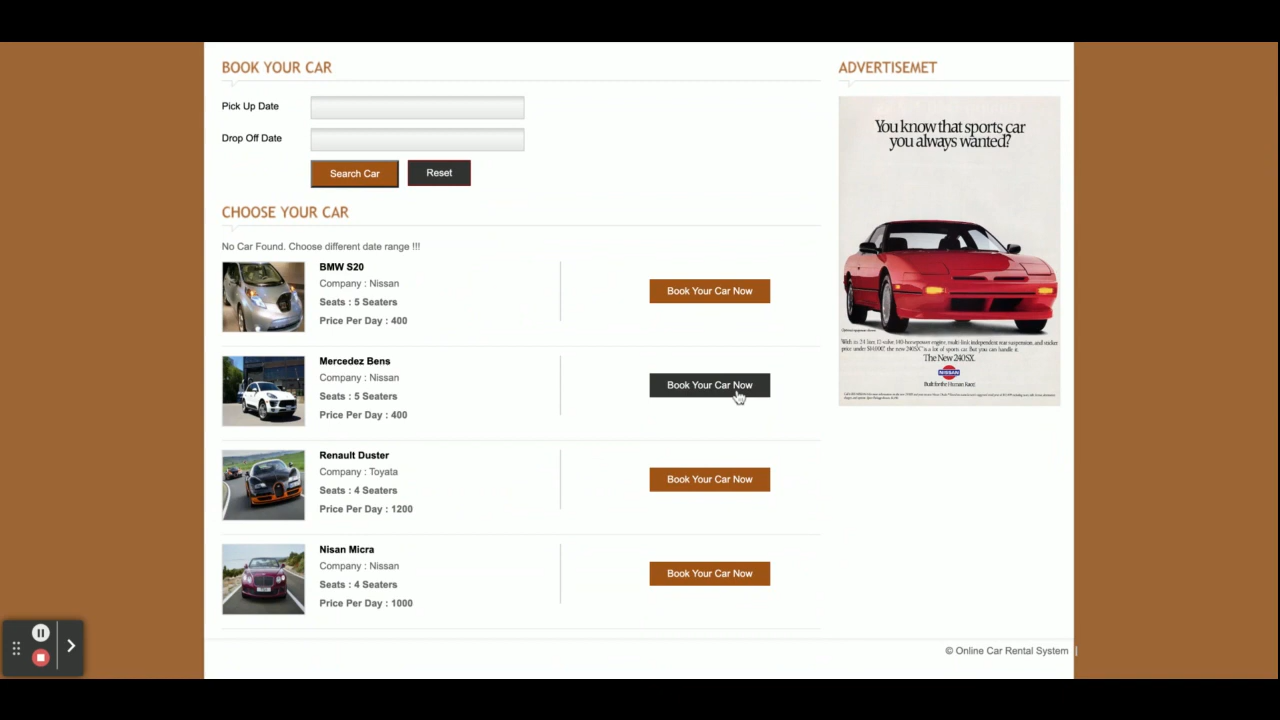 BOOK YOUR CAR
Pick Up Date
Drop Off Date
Search Car
Reset
CHOOSE YOUR CAR
No Car Found. Choose different date range !!!
BMW S20
Company : Nissan
Seats : 5 Seaters
Price Per Day : 400
Book Your Car Now
Mercedez Bens
Company : Nissan
Seats : 5 Seaters
Price Per Day : 400
Book Your Car Now
Renault Duster
Company : Toyata
Seats : 4 Seaters
Price Per Day : 1200
Book Your Car Now
Nisan Micra
Company : Nissan
Seats : 4 Seaters
Price Per Day : 1000
Book Your Car Now
ADVERTISEMET
You know that sports car
you always wanted?
The New 240SX.
NISSAN
Built for the Human Race.
© Online Car Rental System |